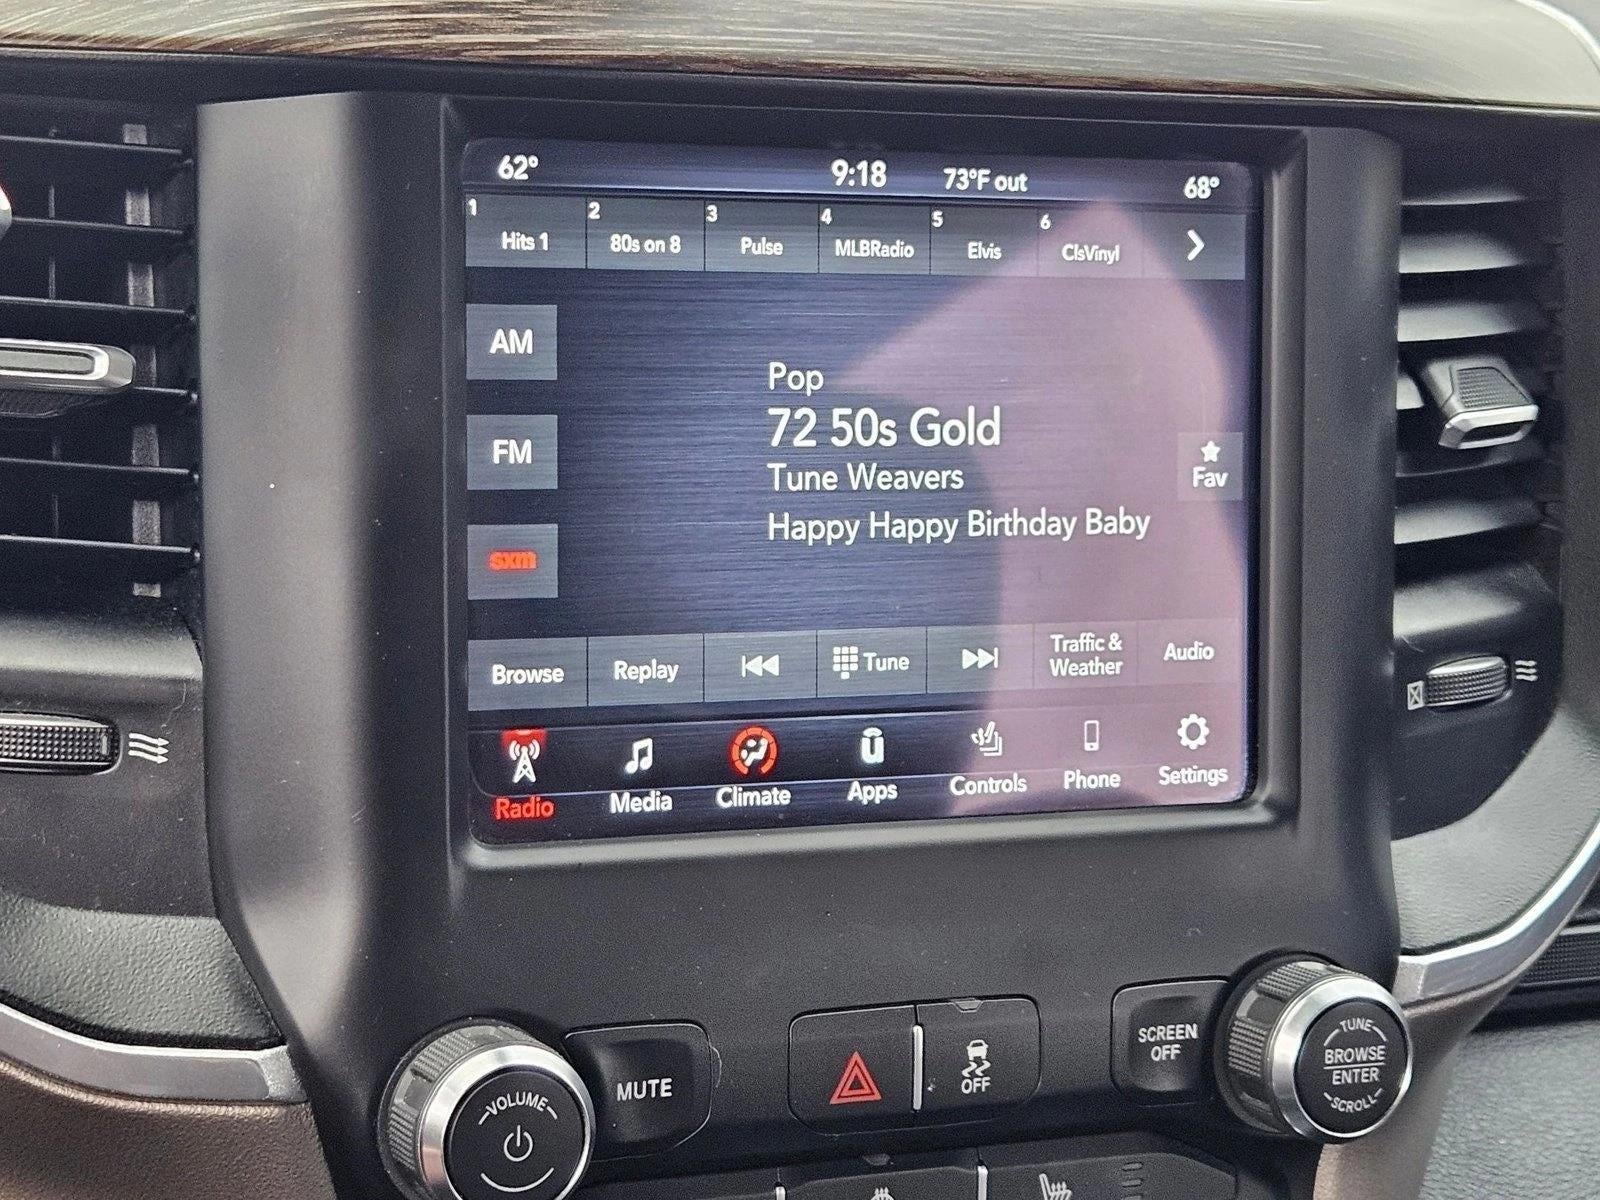 62° 9:18 73°F out 68°
1 2 3 4 5 6
Hits 1 80s on 8 Pulse MLBRadio Elvis ClsVinyl
AM
FM
sxm
Pop
72 50s Gold
Tune Weavers
Happy Happy Birthday Baby
Fav
Browse Replay Tune Traffic & Weather Audio
Radio Media Climate Apps Controls Phone Settings
VOLUME
MUTE
OFF
SCREEN
OFF
TUNE
BROWSE
ENTER
SCROLL